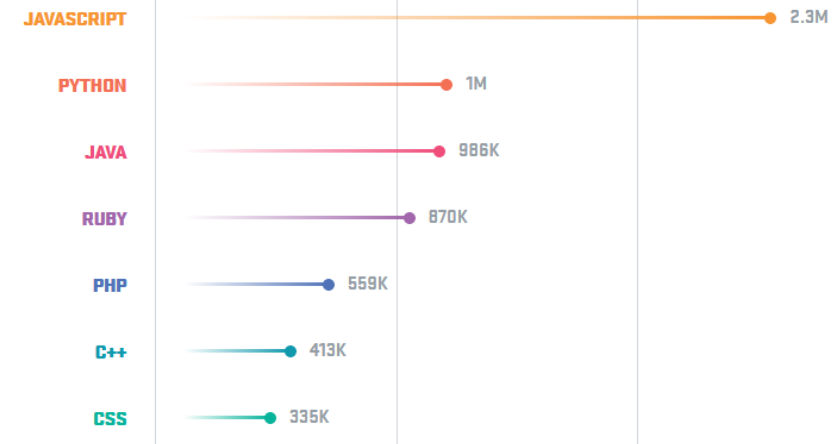 JAVASCRIPT 2.3M
PYTHON 1M
JAVA 986K
RUBY 870K
PHP 559K
C++ 413K
CSS 335K